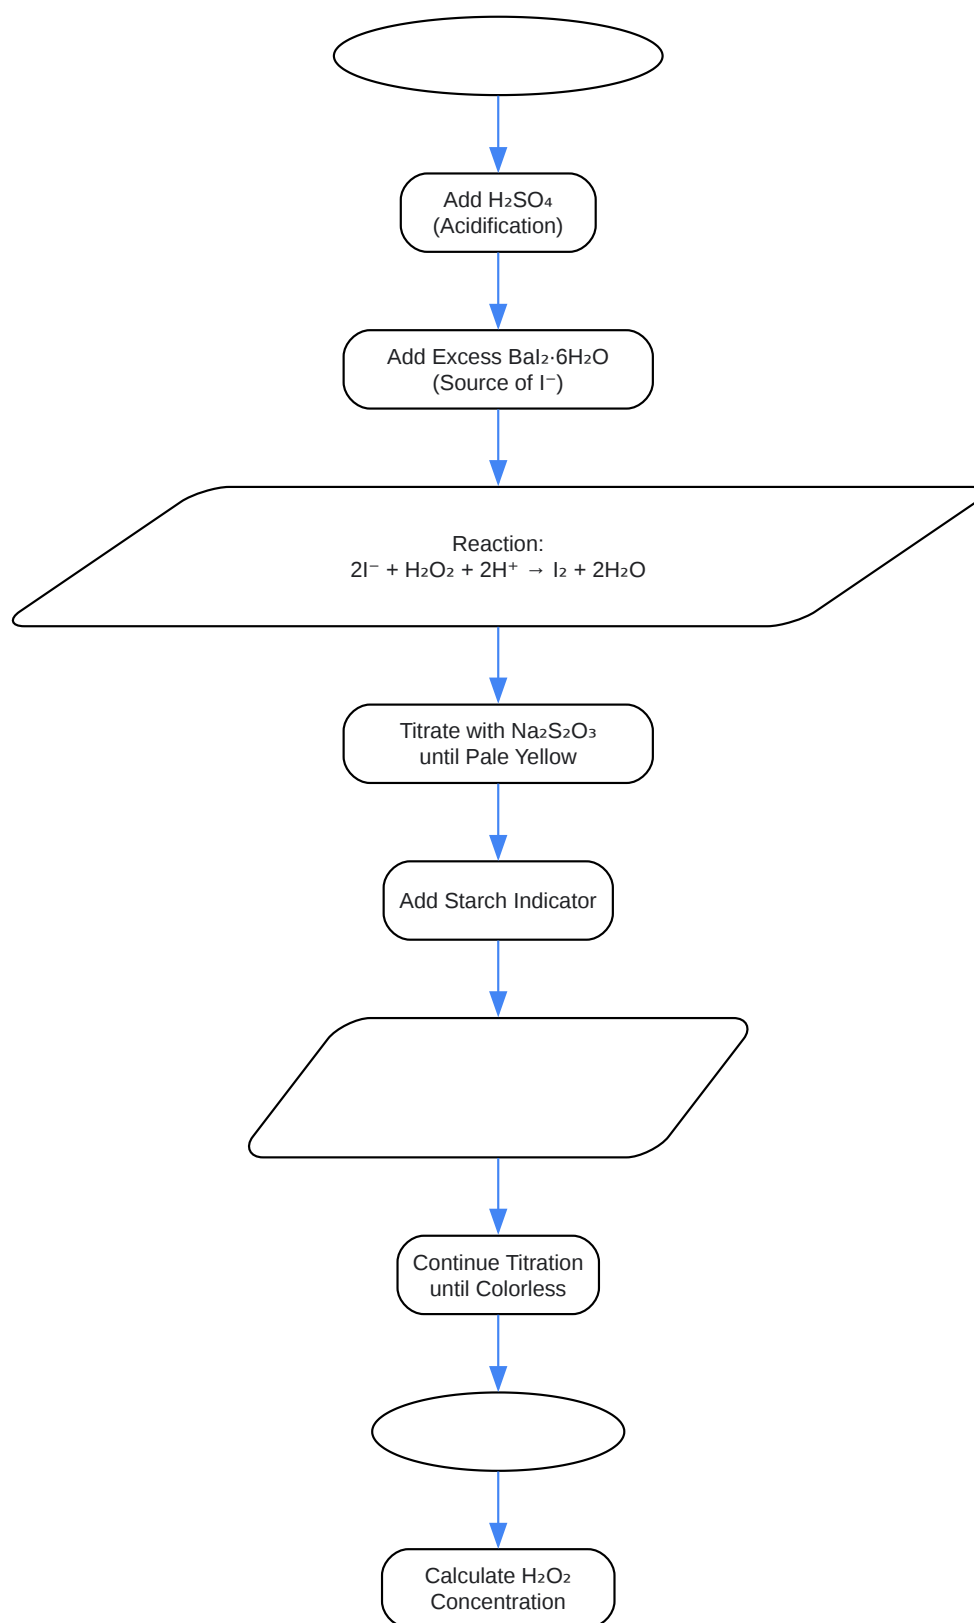 Add H₂SO₄
(Acidification)
Add Excess BaI₂·6H₂O
(Source of I⁻)
Reaction:
2I⁻ + H₂O₂ + 2H⁺ → I₂ + 2H₂O
Titrate with Na₂S₂O₃
until Pale Yellow
Add Starch Indicator
Continue Titration
until Colorless
Calculate H₂O₂
Concentration